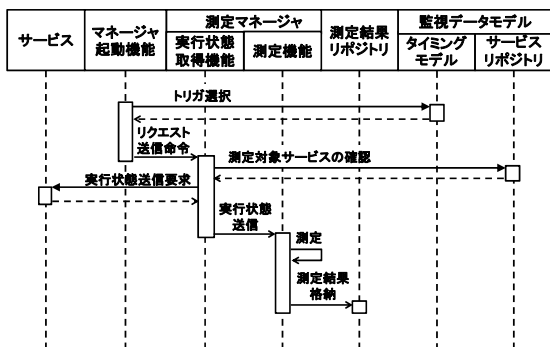 サービス
マネージャ
起動機能
測定マネージャ
実行状態
取得機能
測定機能
測定結果
リポジトリ
監視データモデル
タイミング
モデル
サービス
リポジトリ
トリガ選択
リクエスト
送信命令
測定対象サービスの確認
実行状態送信要求
実行状態
送信
測定
測定結果
格納